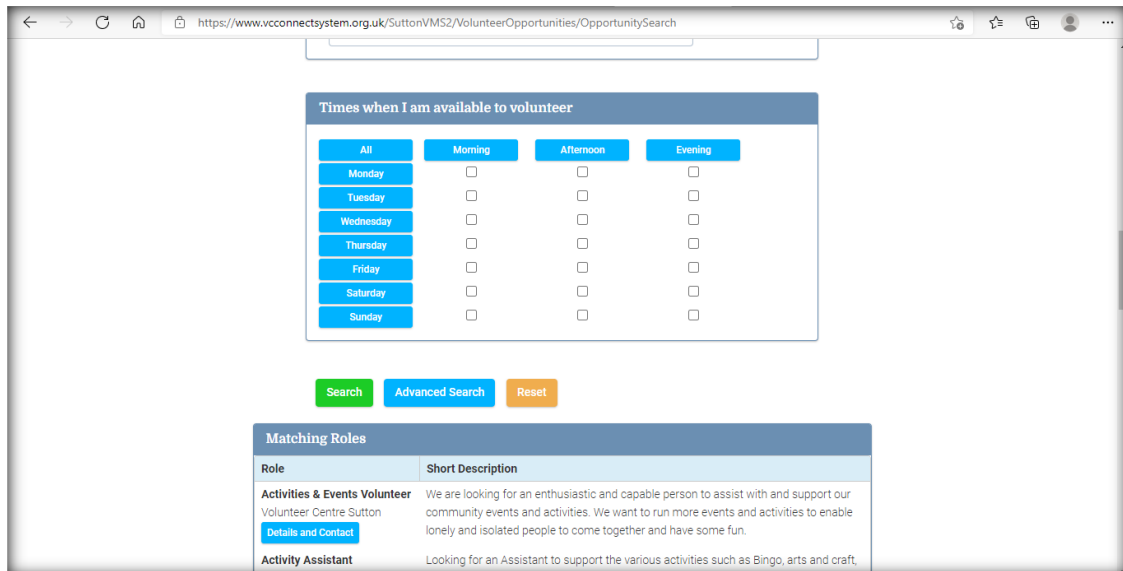 https://www.vcconnectsystem.org.uk/SuttonVMS2/VolunteerOpportunities/OpportunitySearch
Times when I am available to volunteer
All Morning Afternoon Evening
Monday
Tuesday
Wednesday
Thursday
Friday
Saturday
Sunday
Search Advanced Search Reset
Matching Roles
Role Short Description
Activities & Events Volunteer We are looking for an enthusiastic and capable person to assist with and support our
Volunteer Centre Sutton community events and activities. We want to run more events and activities to enable
Details and Contact lonely and isolated people to come together and have some fun.
Activity Assistant Looking for an Assistant to support the various activities such as Bingo, arts and craft,